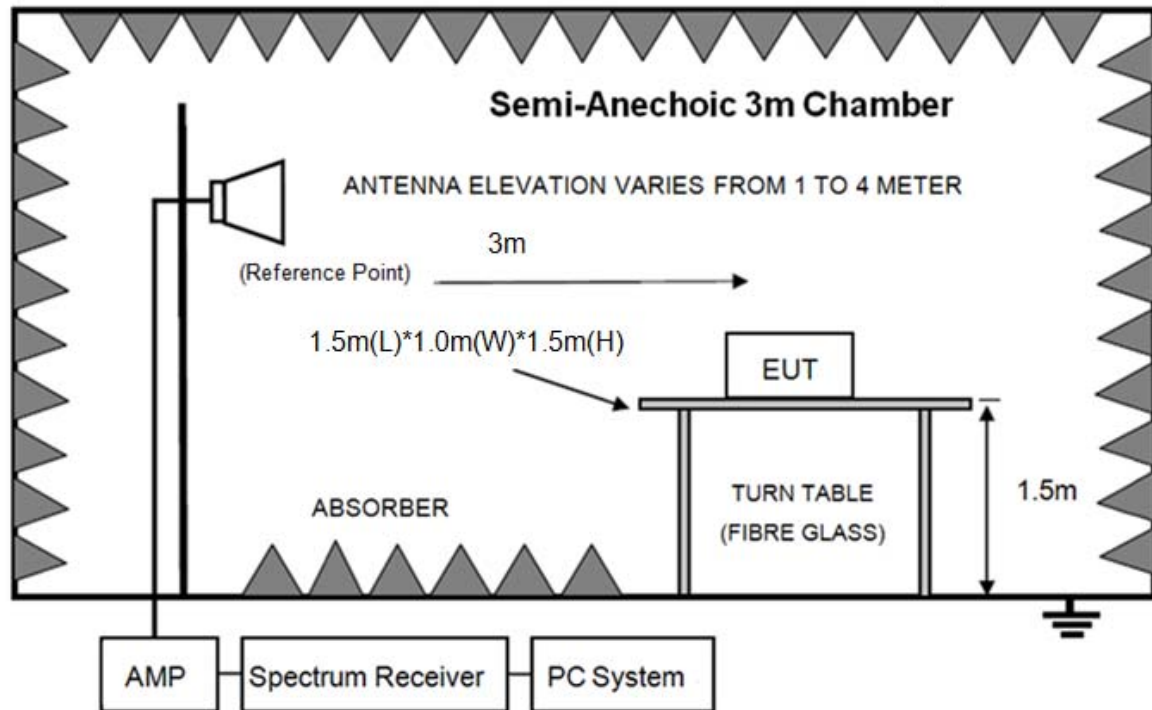 Semi-Anechoic 3m Chamber
ANTENNA ELEVATION VARIES FROM 1 TO 4 METER
3m
(Reference Point)
1.5m(L)*1.0m(W)*1.5m(H)
EUT
ABSORBER
TURN TABLE
(FIBRE GLASS)
1.5m
AMP
Spectrum Receiver
PC System